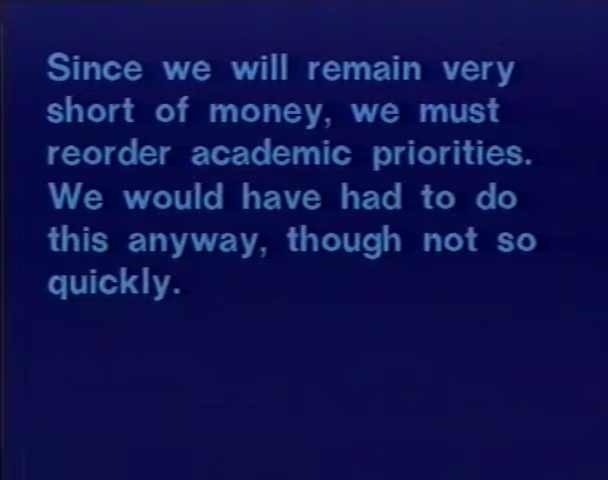 Since we will remain very
short of money, we must
reorder academic priorities.
We would have had to do
this anyway, though not so
quickly.